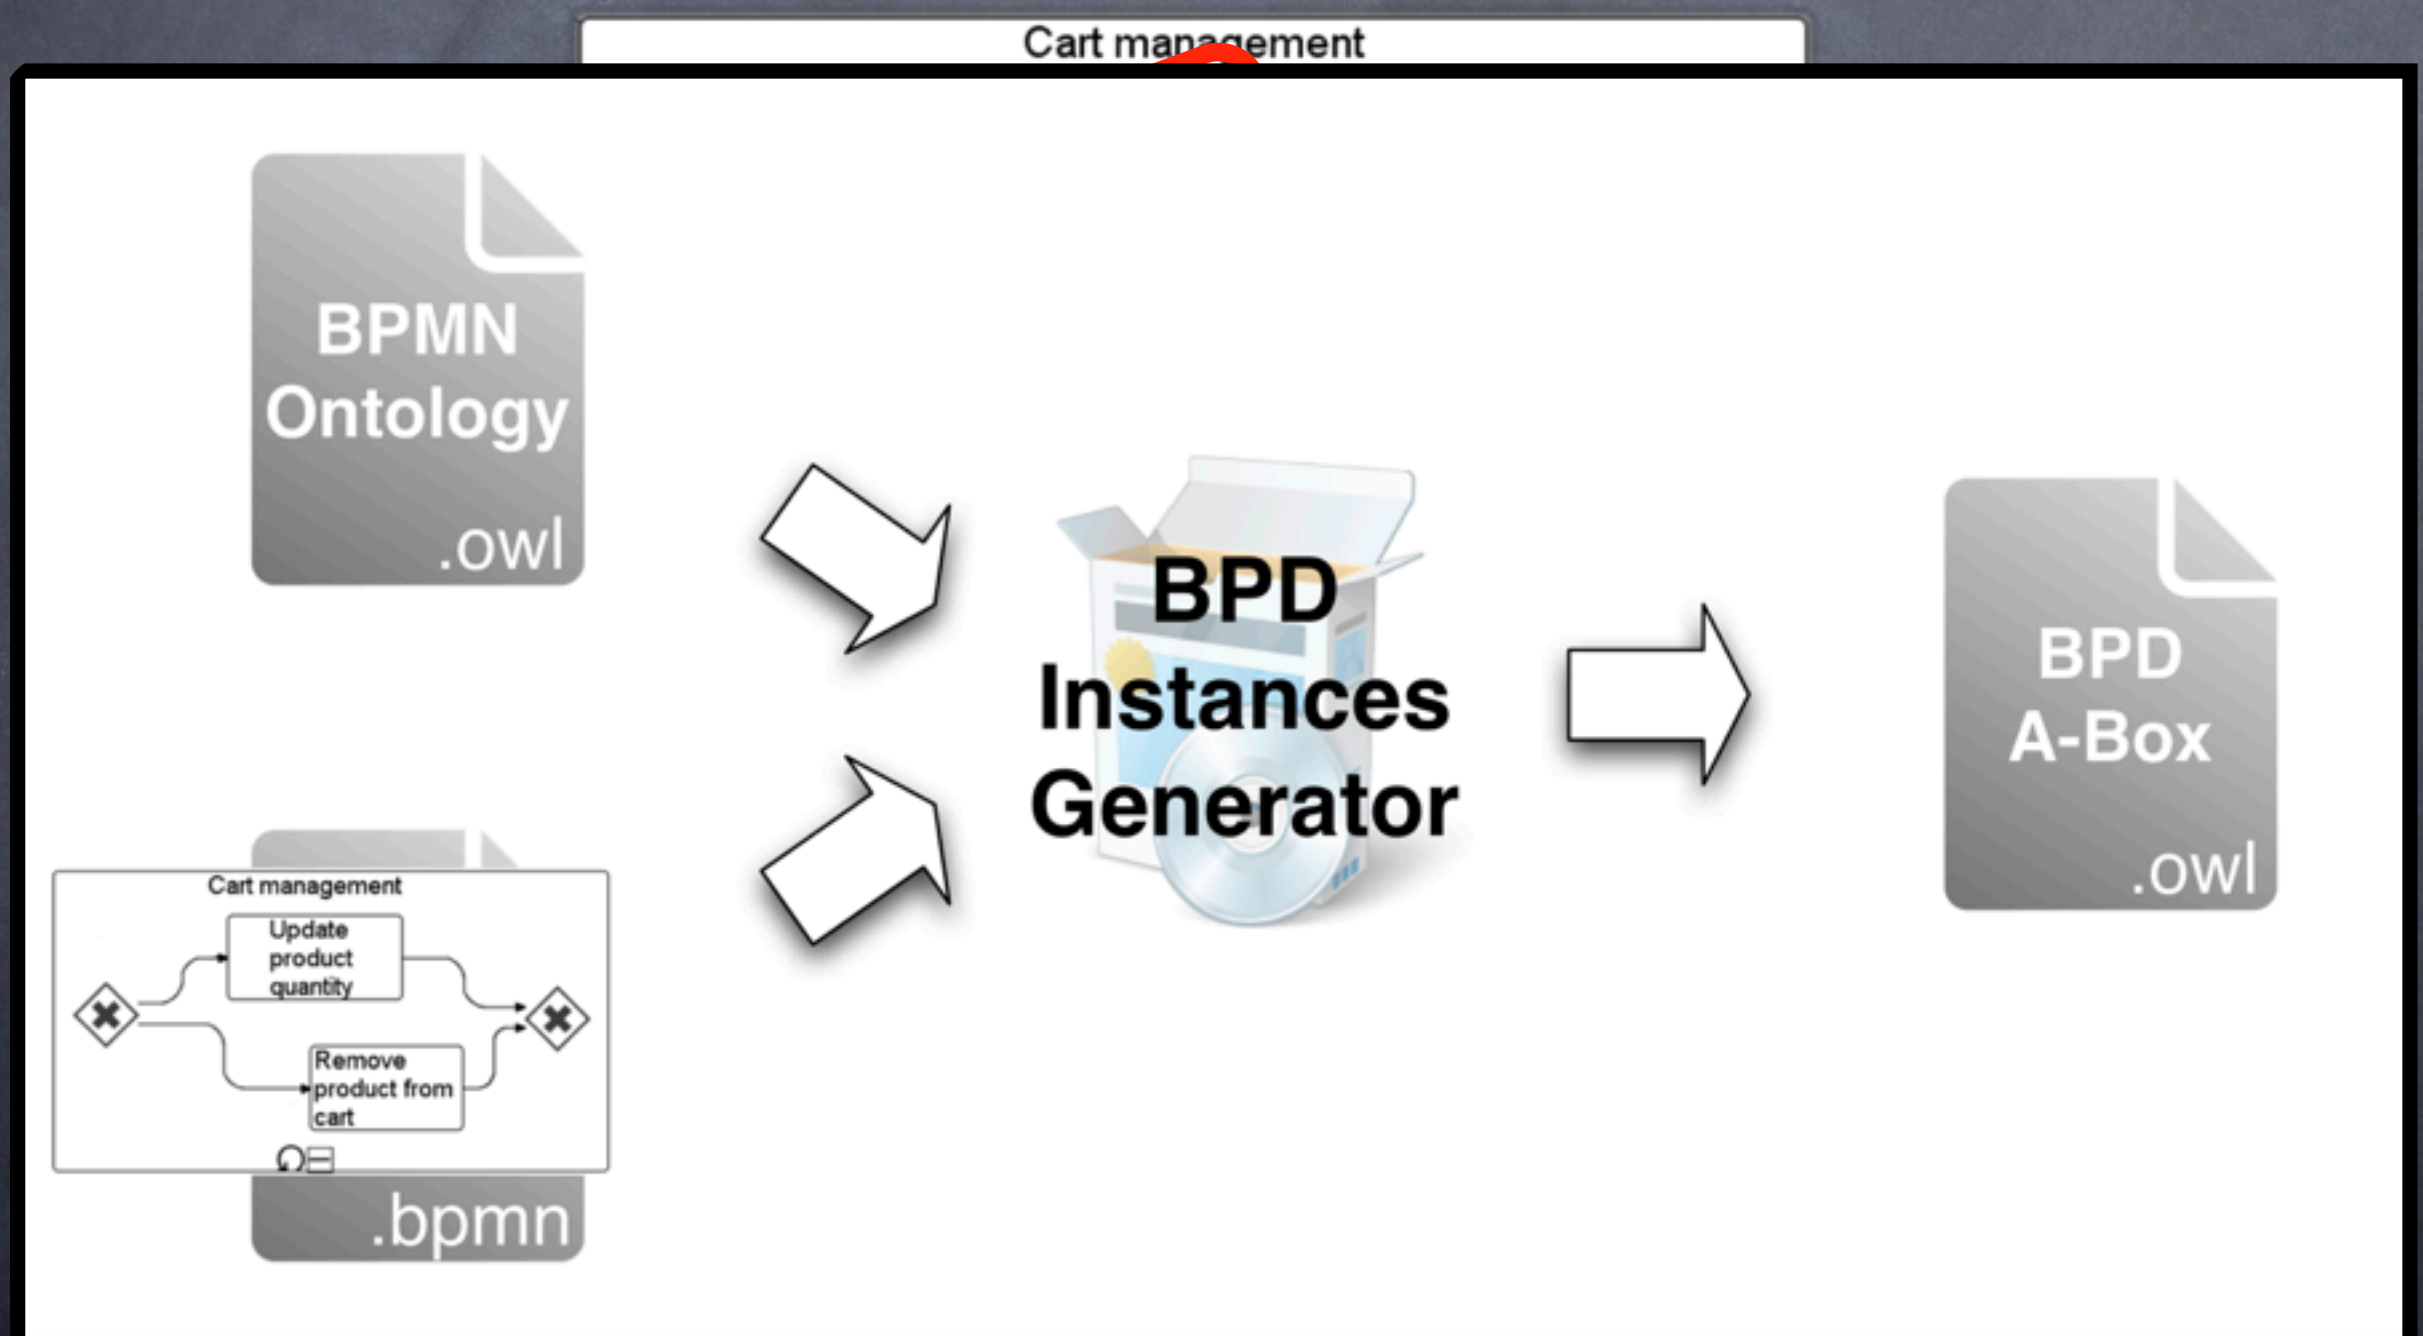 Cart management
BPMN
Ontology
.owl
BPD
Instances
Generator
BPD
A-Box
.owl
Cart management
Update
product
quantity
Remove
product from
cart
.bpmn